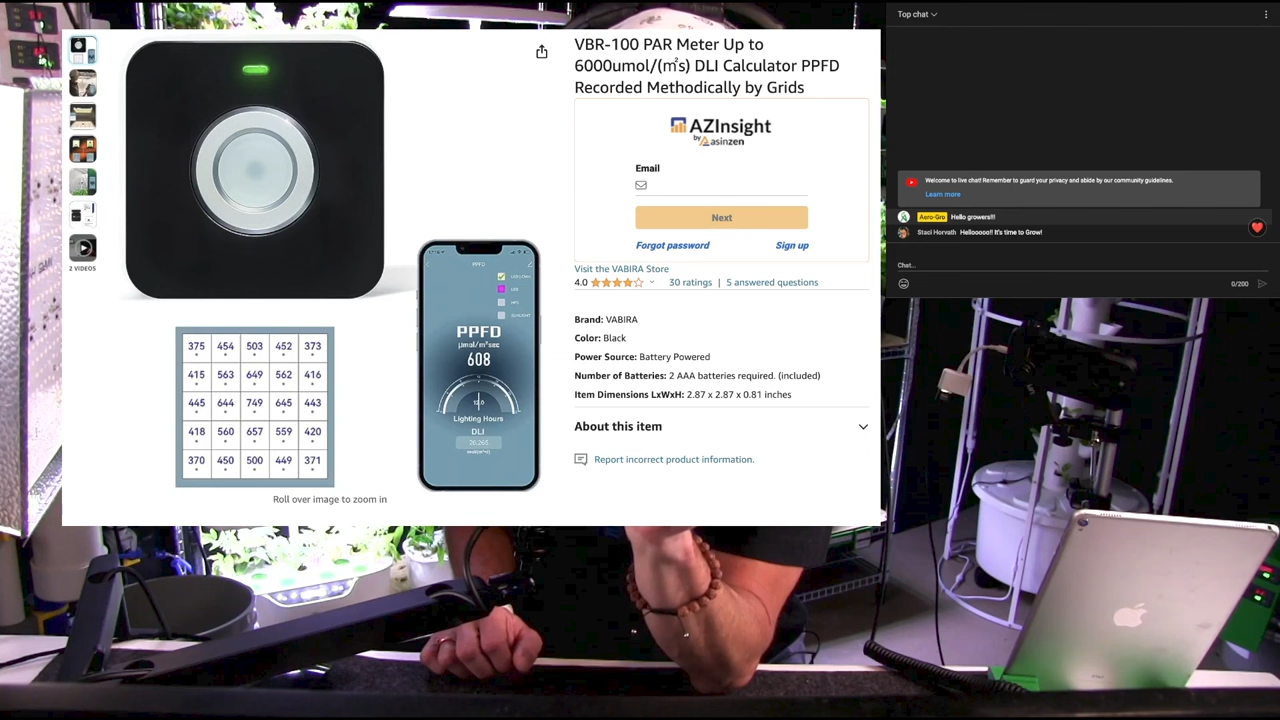 VBR-100 PAR Meter Up to
6000umol/(㎡s) DLI Calculator PPFD
Recorded Methodically by Grids
AZInsight
by asinzen
Email
Next
Forgot password
Sign up
Visit the VABIRA Store
4.0
30 ratings | 5 answered questions
Brand: VABIRA
Color: Black
Power Source: Battery Powered
Number of Batteries: 2 AAA batteries required. (included)
Item Dimensions LxWxH: 2.87 x 2.87 x 0.81 inches
About this item
Report incorrect product information.
2 VIDEOS
PPFD
PPFD
μmol/m²sec
608
Lighting Hours
DLI
375 454 503 452 373
415 563 649 562 416
445 644 749 645 443
418 560 657 559 420
370 450 500 449 371
Roll over image to zoom in
Top chat
Welcome to live chat! Remember to guard your privacy and abide by our community guidelines.
Learn more
Aero-Gro Hello growers!!!
Staci Horvath Hellooooo!! It's time to Grow!
Chat...
0/200